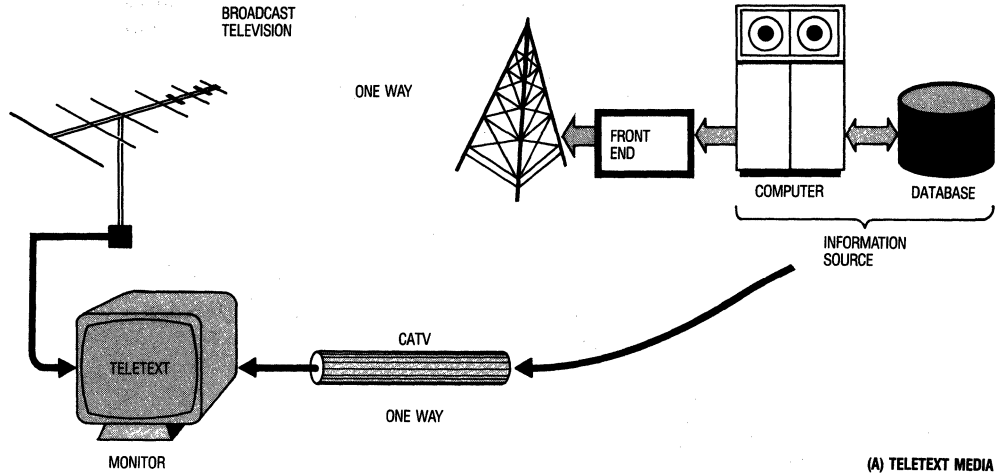 BROADCAST
TELEVISION
ONE WAY
FRONT
END
COMPUTER
DATABASE
INFORMATION
SOURCE
CATV
TELETEXT
ONE WAY
MONITOR
(A) TELETEXT MEDIA